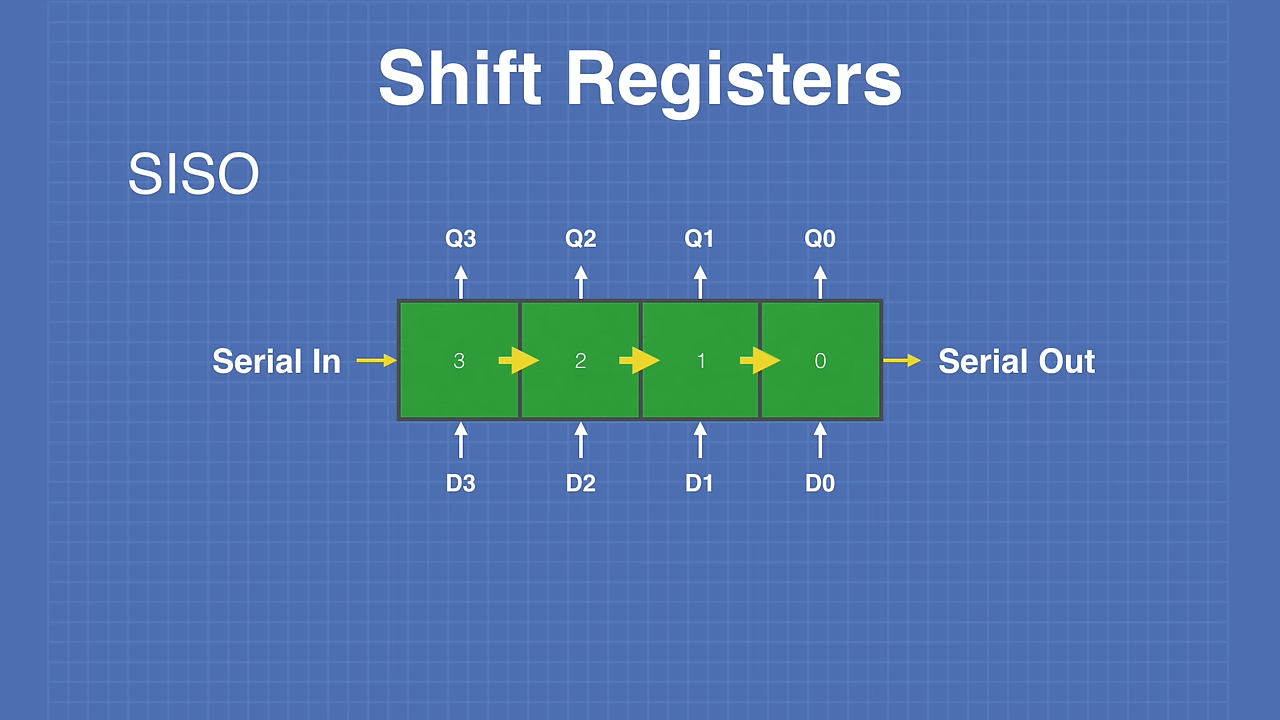 Shift Registers
SISO
Q3 Q2 Q1 Q0
Serial In 3 2 1 0 Serial Out
D3 D2 D1 D0